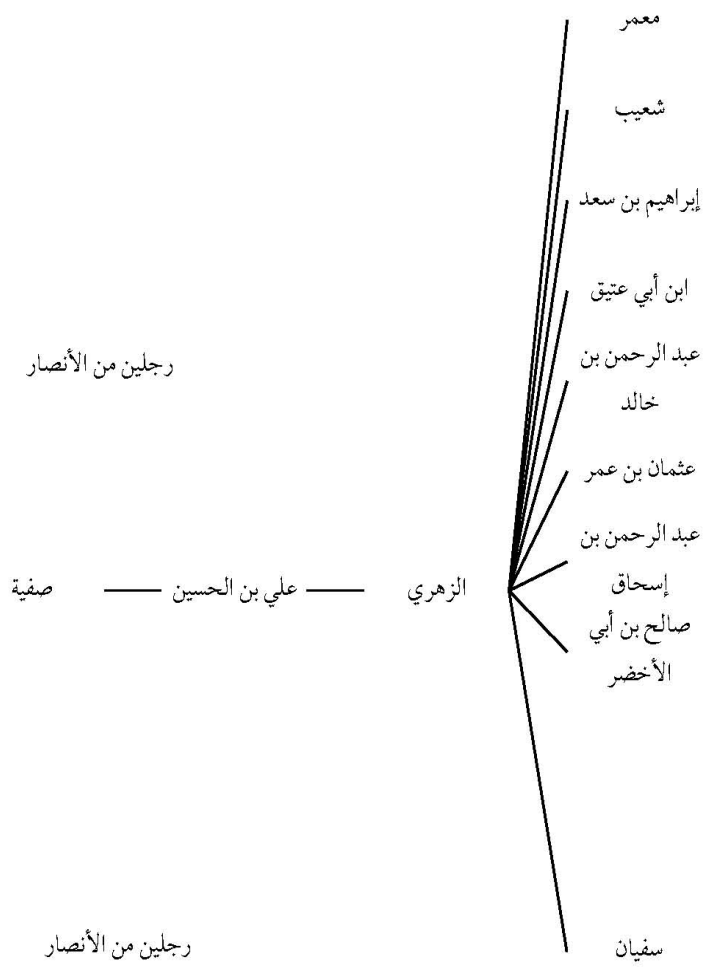 معمر
شعيب
إبراهيم بن سعد
ابن أبي عتيق
عبد الرحمن بن
خالد
رجلين من الأنصار
عثمان بن عمر
عبد الرحمن بن
إسحاق
الزهري
علي بن الحسين
صفية
صالح بن أبي
الأخضر
سفيان
رجلين من الأنصار